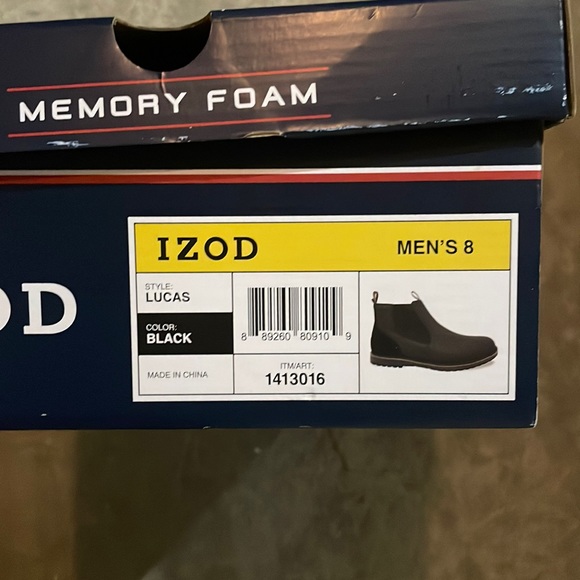 MEMORY FOAM
IZOD MEN'S 8
OD
STYLE:
LUCAS
COLOR:
BLACK
MADE IN CHINA
8 89260 80910 9
ITM/ART:
1413016